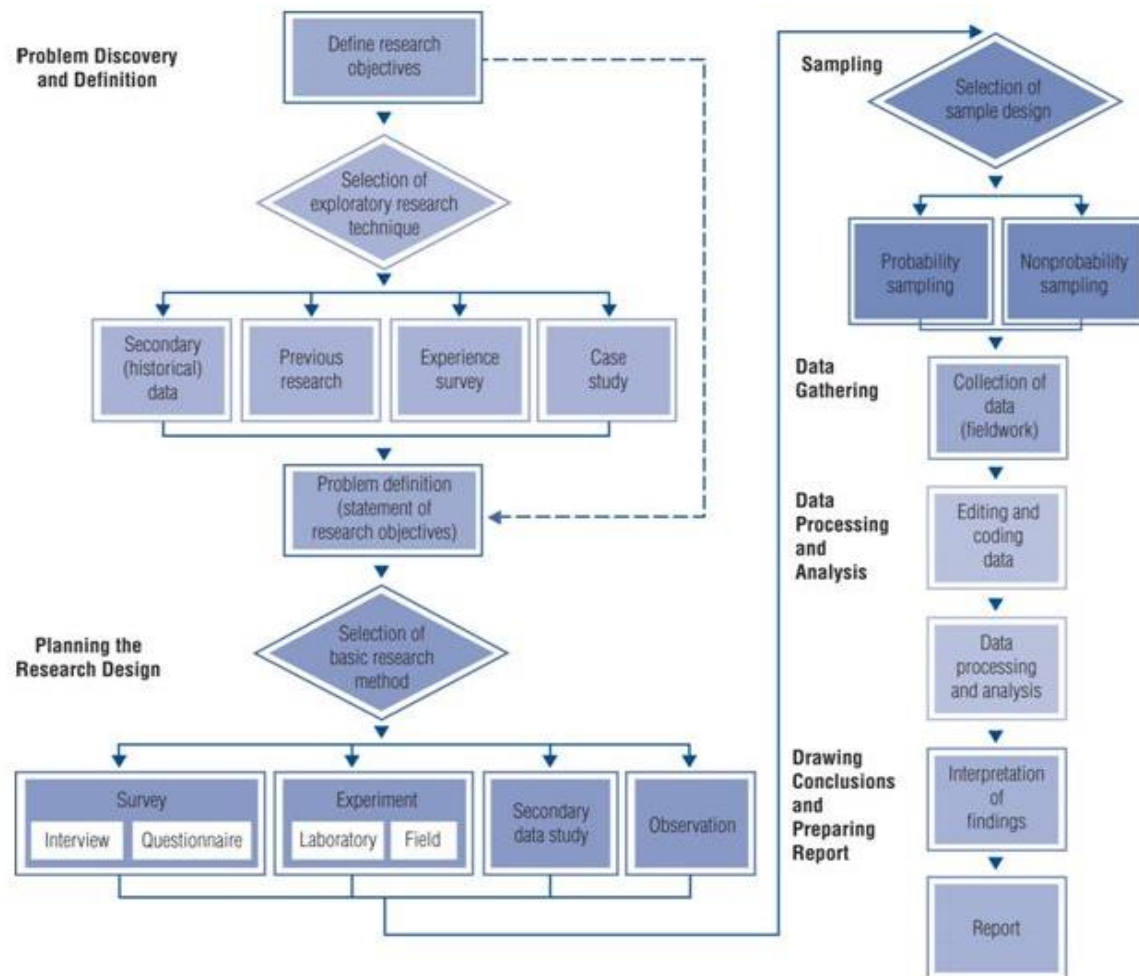 Problem Discovery
and Definition
Define research
objectives
Selection of
exploratory research
technique
Secondary
(historical)
data
Previous
research
Experience
survey
Case
study
Problem definition
(statement of
research objectives)
Planning the
Research Design
Selection of
basic research
method
Survey
Interview
Questionnaire
Experiment
Laboratory
Field
Secondary
data study
Observation
Sampling
Selection of
sample design
Probability
sampling
Nonprobability
sampling
Data
Gathering
Collection of
data
(fieldwork)
Data
Processing
and
Analysis
Editing and
coding
data
Data
processing
and analysis
Drawing
Conclusions
and
Preparing
Report
Interpretation
of
findings
Report